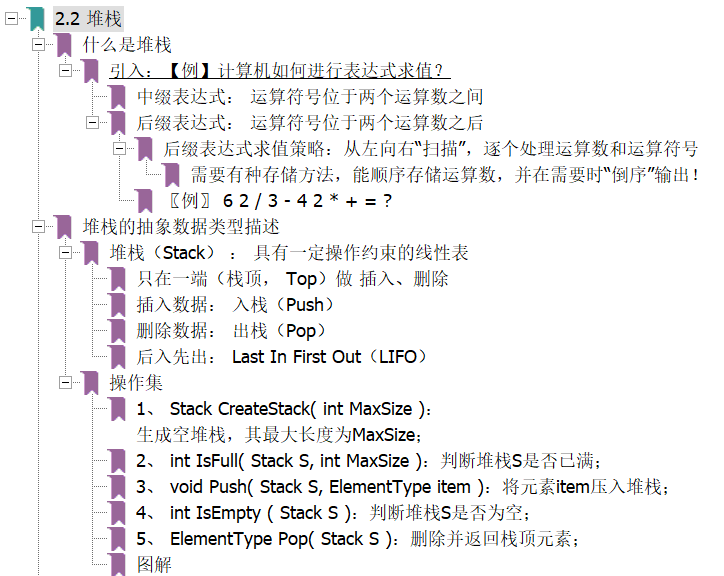 2.2 堆栈
什么是堆栈
引入：【例】计算机如何进行表达式求值？
中缀表达式： 运算符号位于两个运算数之间
后缀表达式： 运算符号位于两个运算数之后
后缀表达式求值策略：从左向右“扫描”，逐个处理运算数和运算符号
需要有种存储方法，能顺序存储运算数，并在需要时“倒序”输出！
〖例〗 6 2 / 3 - 4 2 * + = ?
堆栈的抽象数据类型描述
堆栈（Stack） ： 具有一定操作约束的线性表
只在一端（栈顶， Top）做 插入、删除
插入数据： 入栈（Push）
删除数据： 出栈（Pop）
后入先出： Last In First Out（LIFO）
操作集
1、 Stack CreateStack( int MaxSize )：
生成空堆栈，其最大长度为MaxSize；
2、 int IsFull( Stack S, int MaxSize )：判断堆栈S是否已满；
3、 void Push( Stack S, ElementType item )：将元素item压入堆栈；
4、 int IsEmpty ( Stack S )：判断堆栈S是否为空；
5、 ElementType Pop( Stack S )：删除并返回栈顶元素；
图解